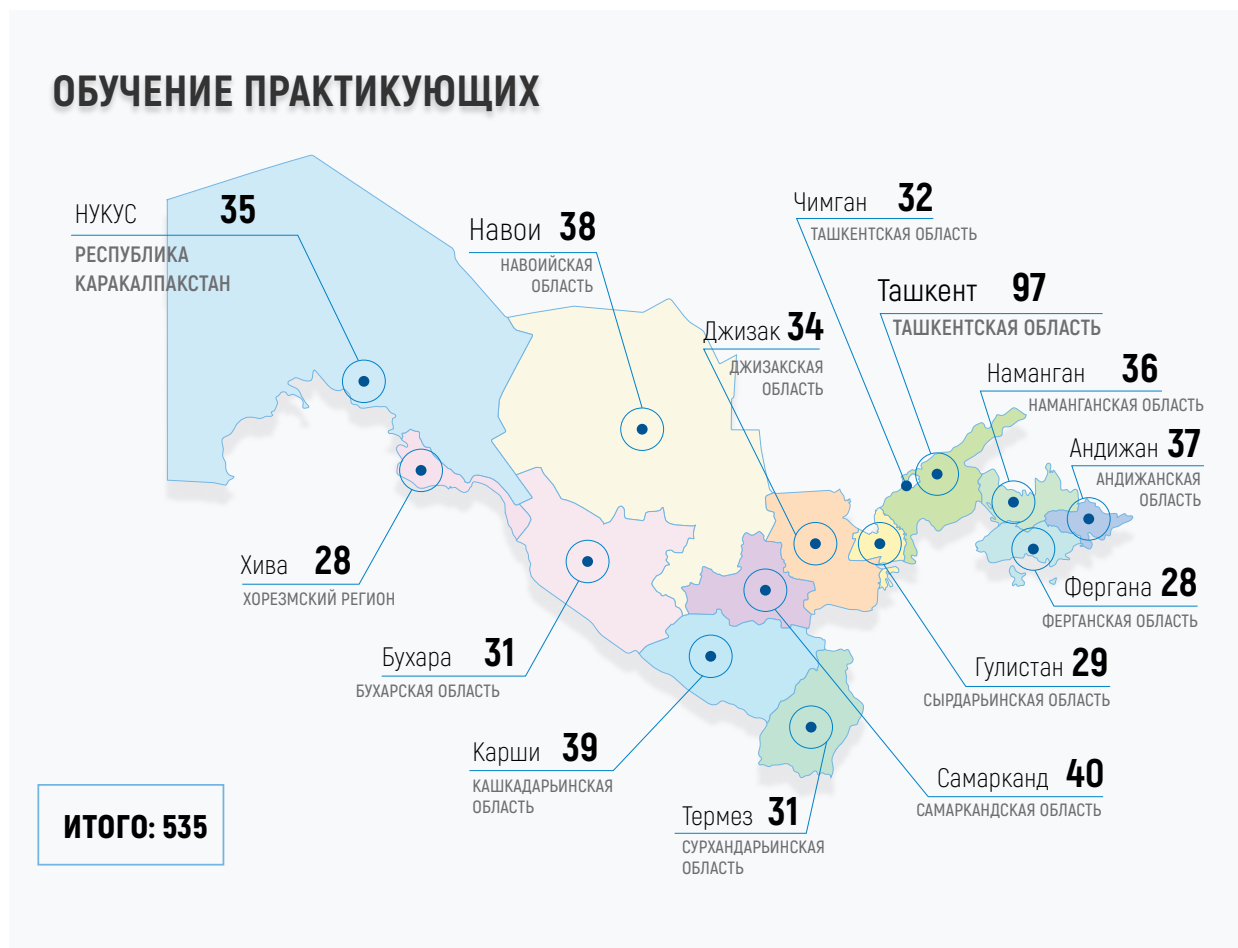 ОБУЧЕНИЕ ПРАКТИКУЮЩИХ
НУКУС 35
РЕСПУБЛИКА
КАРАКАЛПАКСТАН
Навои 38
НАВОИЙСКАЯ
ОБЛАСТЬ
Чимган 32
ТАШКЕНТСКАЯ ОБЛАСТЬ
Ташкент 97
ТАШКЕНТСКАЯ ОБЛАСТЬ
Джизак 34
ДЖИЗАКСКАЯ
ОБЛАСТЬ
Наманган 36
НАМАНГАНСКАЯ ОБЛАСТЬ
Андижан 37
АНДИЖАНСКАЯ
ОБЛАСТЬ
Хива 28
ХОРЕЗМСКИЙ РЕГИОН
Фергана 28
ФЕРГАНСКАЯ ОБЛАСТЬ
Бухара 31
БУХАРСКАЯ ОБЛАСТЬ
Гулистан 29
СЫРДАРЬИНСКАЯ ОБЛАСТЬ
Карши 39
КАШКАДАРЬИНСКАЯ
ОБЛАСТЬ
Самарканд 40
САМАРКАНДСКАЯ ОБЛАСТЬ
Термез 31
СУРХАНДАРЬИНСКАЯ
ОБЛАСТЬ
ИТОГО: 535